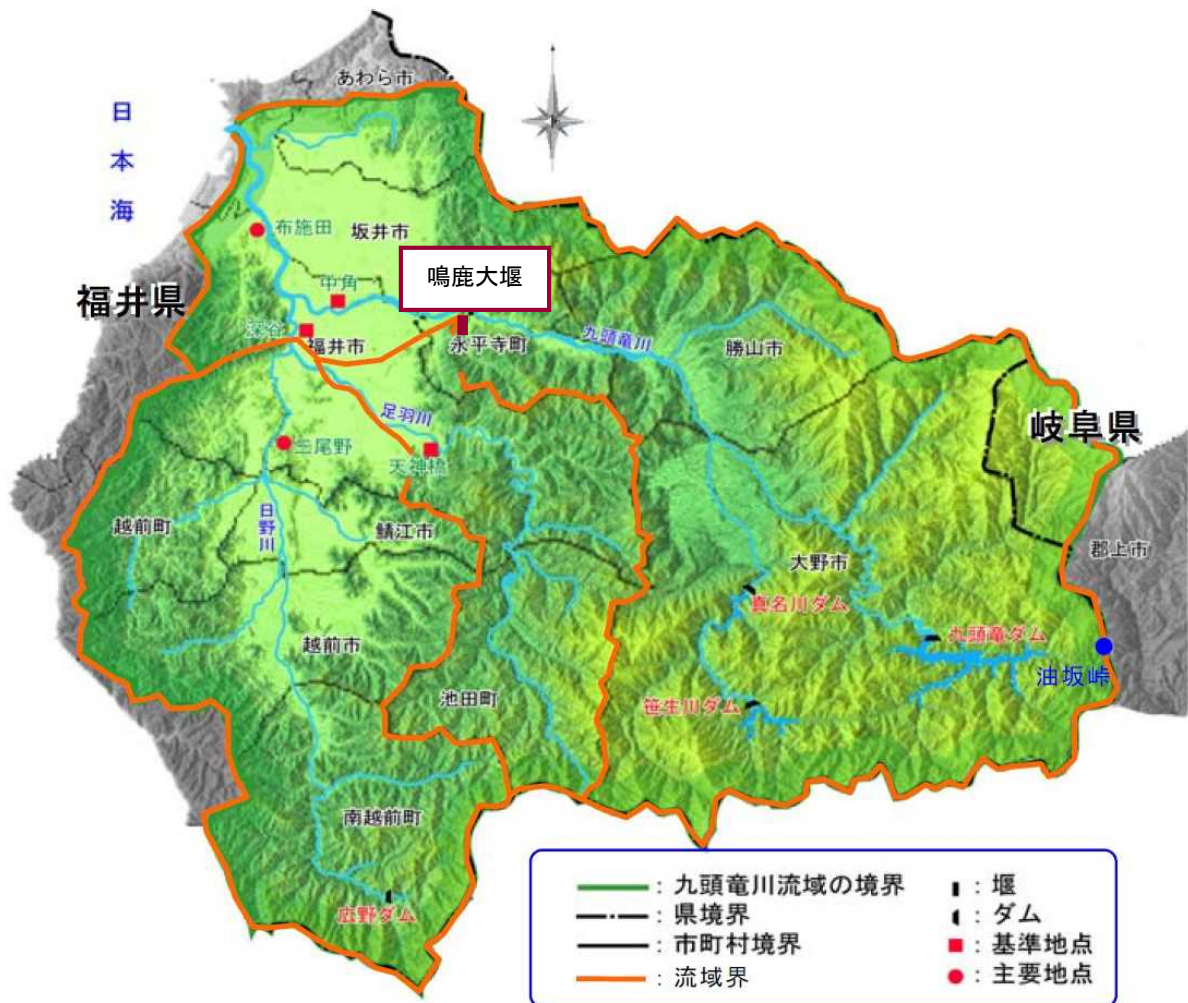 あわら市
日本海
布施田
坂井市
鳴鹿大堰
福井県
中角
深谷
福井市
永平寺町
九頭竜川
勝山市
足羽川
岐阜県
三尾野
天神橋
越前町
日野川
鯖江市
大野市
郡上市
真名川ダム
九頭竜ダム
越前市
油坂峠
池田町
笹生川ダム
南越前町
広野ダム
：九頭竜川流域の境界
：堰
：県境界
：ダム
：市町村境界
：基準地点
：流域界
：主要地点